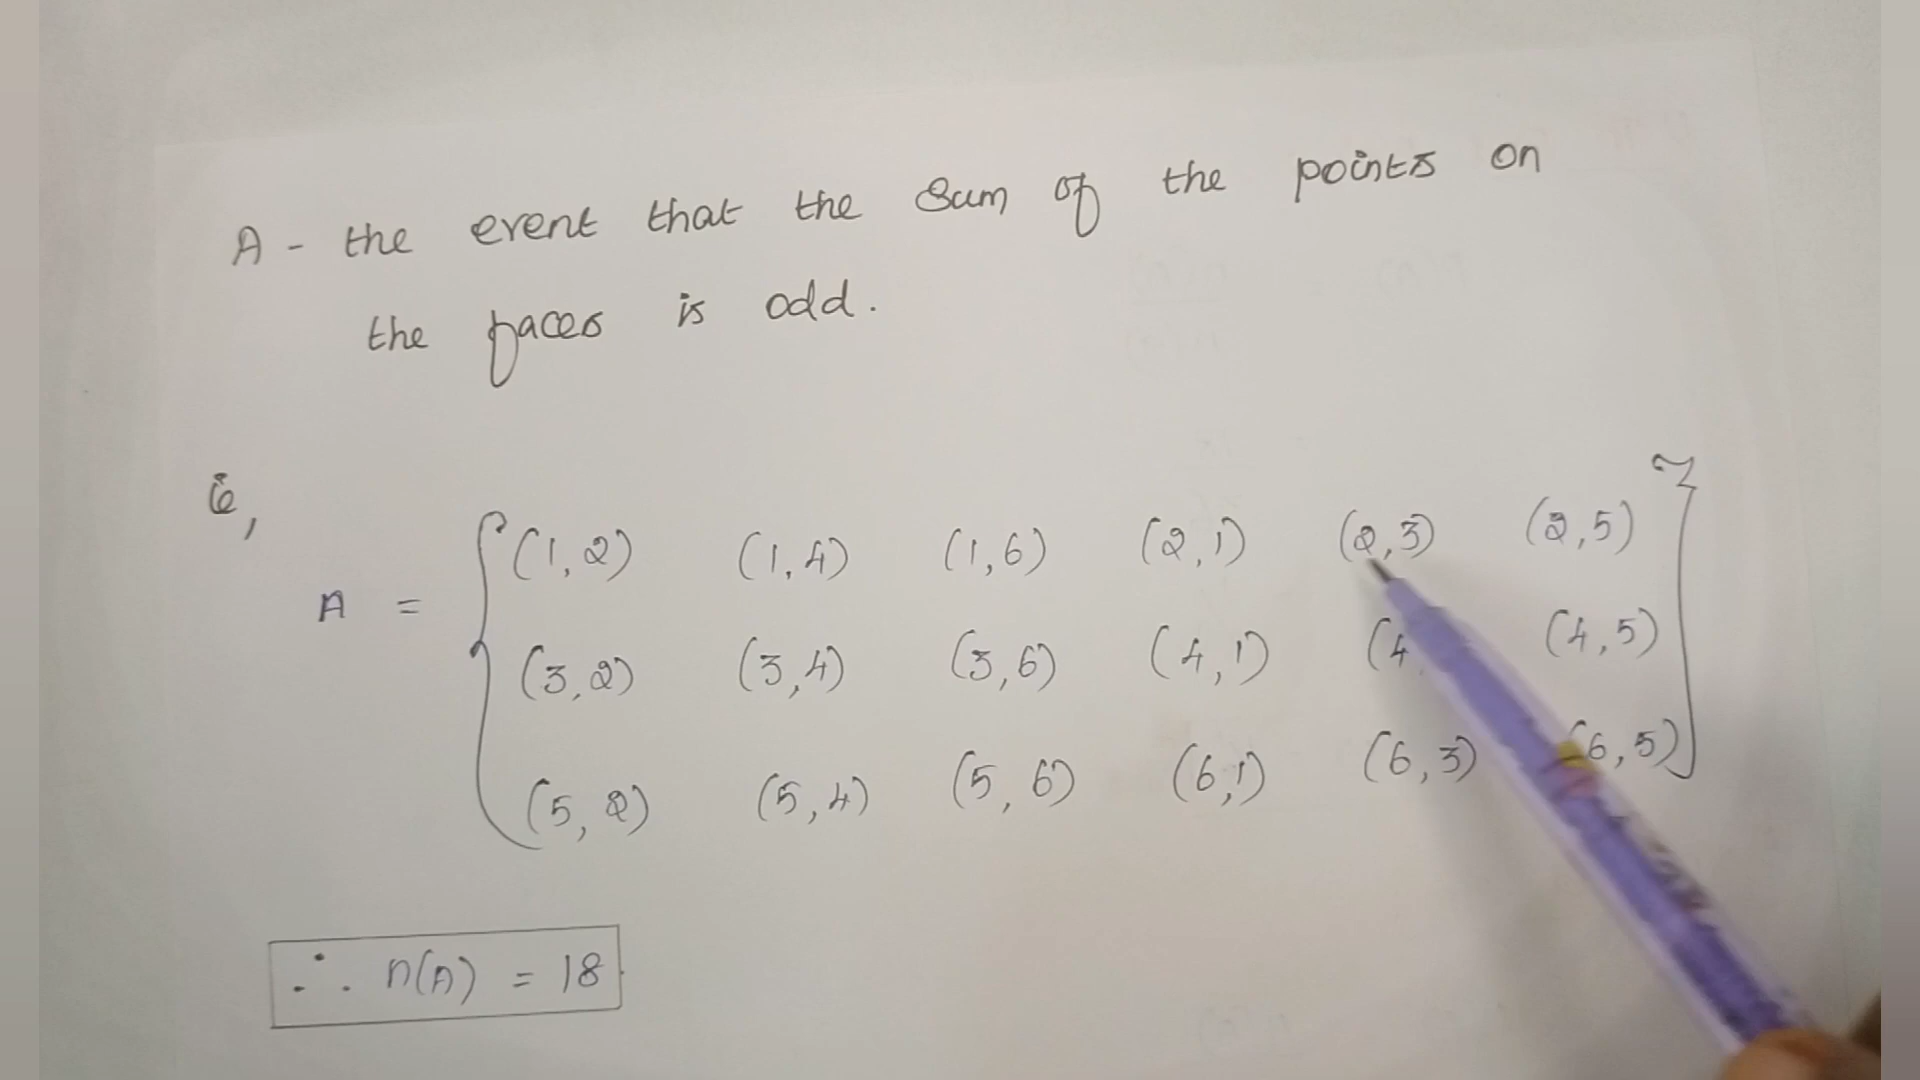 A - the event that the sum of the points on
the faces is odd.
ie,
A = { (1,2) (1,4) (1,6) (2,1) (2,3) (2,5) }
(3,2) (3,4) (3,6) (4,1) (4 (4,5)
(5,2) (5,4) (5,6) (6,1) (6,3) (6,5)
∴ n(A) = 18